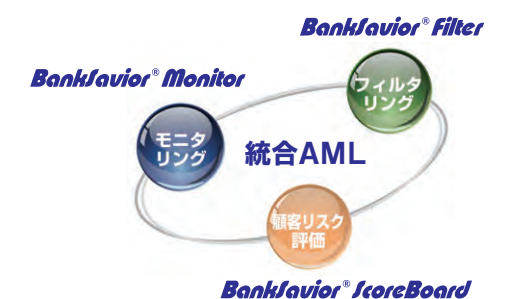 BankSavior® Filter
BankSavior® Monitor
フィルタ
リング
モニタ
リング
統合AML
顧客リスク
評価
BankSavior® ScoreBoard